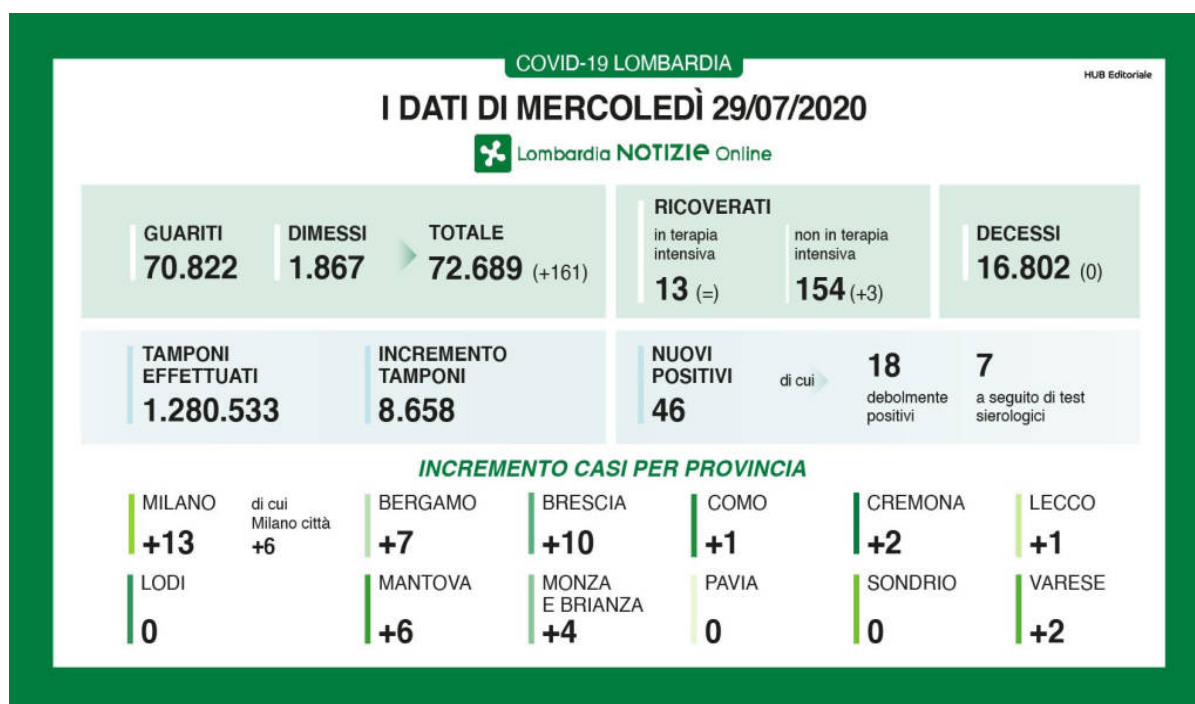 COVID-19 LOMBARDIA
HUB Editoriale
I DATI DI MERCOLEDÌ 29/07/2020
Lombardia NOTIZIE Online
GUARITI
70.822
DIMESSI
1.867
TOTALE
72.689 (+161)
RICOVERATI
in terapia
intensiva
13 (=)
non in terapia
intensiva
154 (+3)
DECESSI
16.802 (0)
TAMPONI
EFFETTUATI
1.280.533
INCREMENTO
TAMPONI
8.658
NUOVI
POSITIVI
46
di cui
18
debolmente
positivi
7
a seguito di test
sierologici
INCREMENTO CASI PER PROVINCIA
MILANO
+13
di cui
Milano città
+6
BERGAMO
+7
BRESCIA
+10
COMO
+1
CREMONA
+2
LECCO
+1
LODI
0
MANTOVA
+6
MONZA
E BRIANZA
+4
PAVIA
0
SONDRIO
0
VARESE
+2